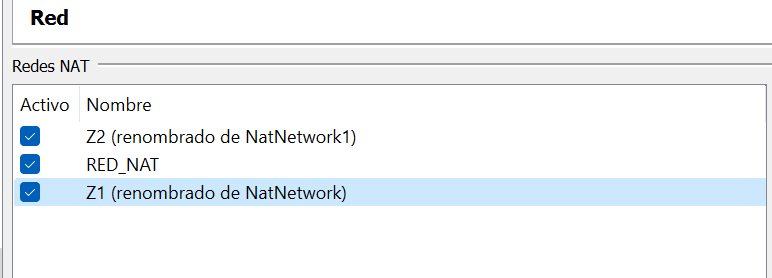 Red
Redes NAT
Activo Nombre
Z2 (renombrado de NatNetwork1)
RED_NAT
Z1 (renombrado de NatNetwork)